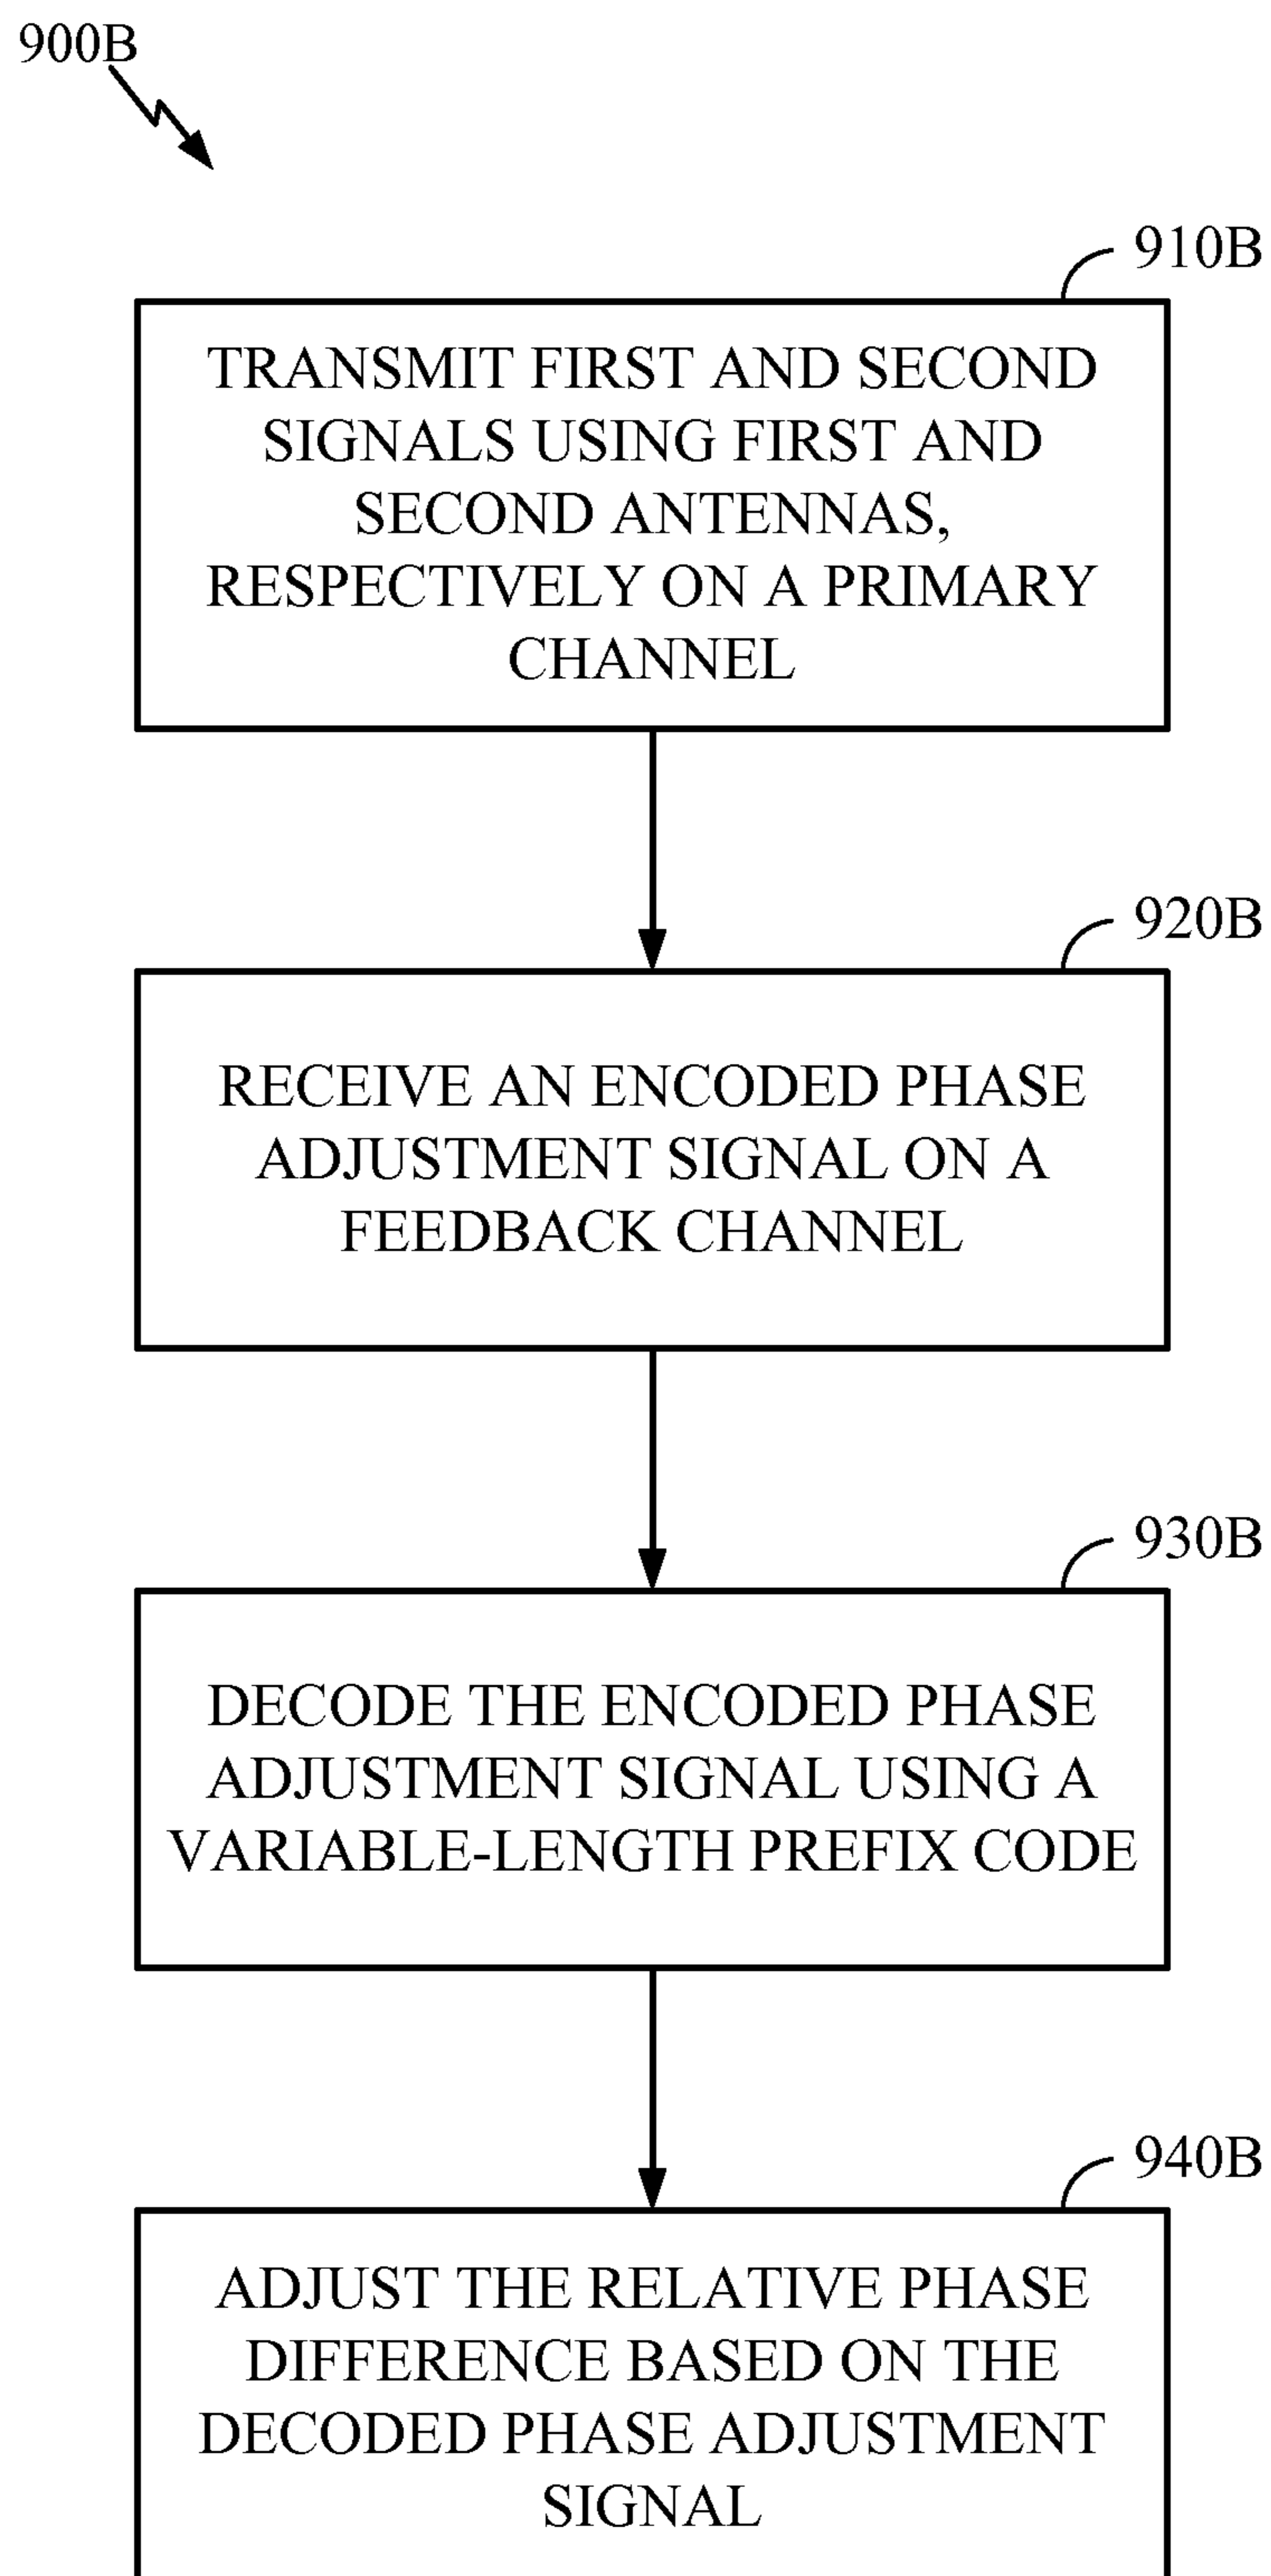 900B
910B
TRANSMIT FIRST AND SECOND
SIGNALS USING FIRST AND
SECOND ANTENNAS,
RESPECTIVELY ON A PRIMARY
CHANNEL
920B
RECEIVE AN ENCODED PHASE
ADJUSTMENT SIGNAL ON A
FEEDBACK CHANNEL
930B
DECODE THE ENCODED PHASE
ADJUSTMENT SIGNAL USING A
VARIABLE-LENGTH PREFIX CODE
940B
ADJUST THE RELATIVE PHASE
DIFFERENCE BASED ON THE
DECODED PHASE ADJUSTMENT
SIGNAL